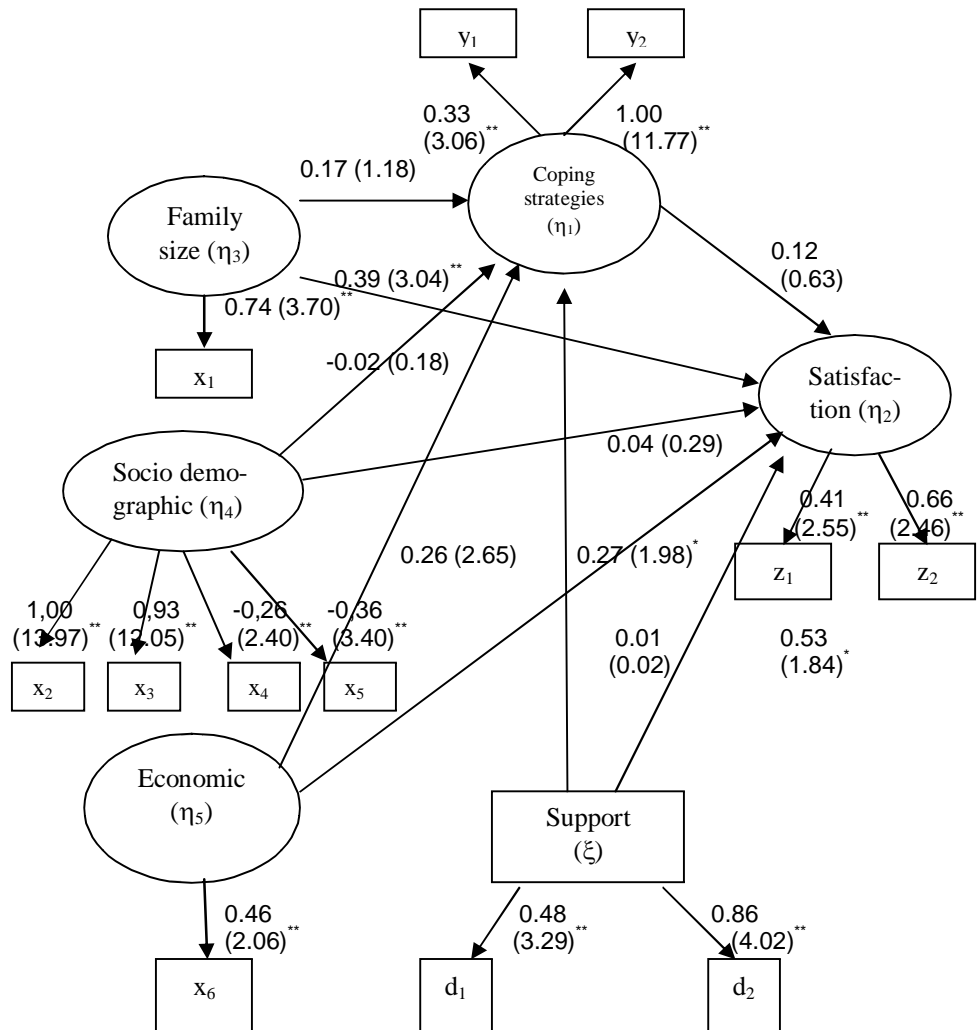 y₁
y₂
0.33
(3.06)**
1.00
(11.77)**
0.17 (1.18)
Coping
strategies
(η₁)
Family
size (η₃)
0.12
(0.63)
0.39 (3.04)**
0.74 (3.70)**
x₁
-0.02 (0.18)
Satisfac-
tion (η₂)
0.04 (0.29)
Socio demo-
graphic (η₄)
0.41
(2.55)**
0.66
(2.46)**
0.26 (2.65)
0.27 (1.98)*
z₁
z₂
1,00
(13.97)**
0,93
(12.05)**
-0,26
(2.40)**
-0,36
(3.40)**
0.01
(0.02)
0.53
(1.84)*
x₂
x₃
x₄
x₅
Economic
(η₅)
Support
(ξ)
0.46
(2.06)**
0.48
(3.29)**
0.86
(4.02)**
x₆
d₁
d₂